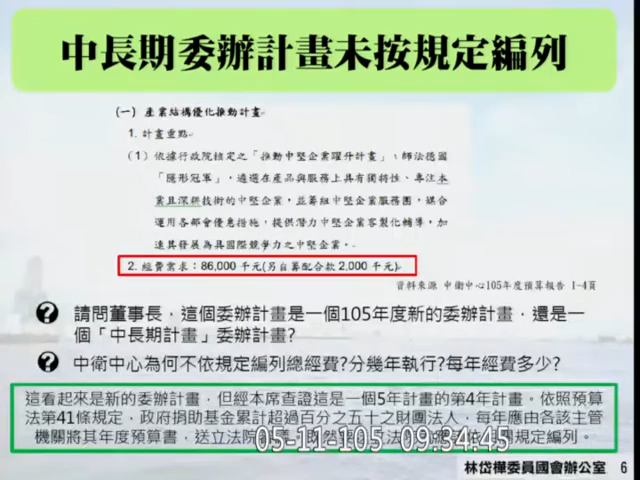 中長期委辦計畫未按規定編列
(一) 產業結構優化推動計畫
1. 計畫重點
(1) 依據行政院核定之「推動中堅企業躍升計畫」、師法德國
「隱形冠軍」，遴選在產品與服務上具有獨特性、專注本
業且深耕技術的中堅企業，並籌組中堅企業服務團，媒合
運用各部會優惠措施，提供潛力中堅企業客製化輔導，加
速其發展為具國際競爭力之中堅企業。
2. 經費需求：86,000 千元(另自籌配合款 2,000 千元)
資料來源 中衛中心105年度預算報告 1-4頁
請問董事長，這個委辦計畫是一個105年度新的委辦計畫，還是一
個「中長期計畫」委辦計畫?
中衛中心為何不依規定編列總經費?分幾年執行?每年經費多少?
這看起來是新的委辦計畫，但經本席查證這是一個5年計畫的第4年計畫。依照預算
法第41條規定，政府捐助基金累計超過百分之五十之財團法人，每年應由各該主管
機關將其年度預算書，送立法院
規定編列。
05-11-105 09:34:45
林岱樺委員國會辦公室 6